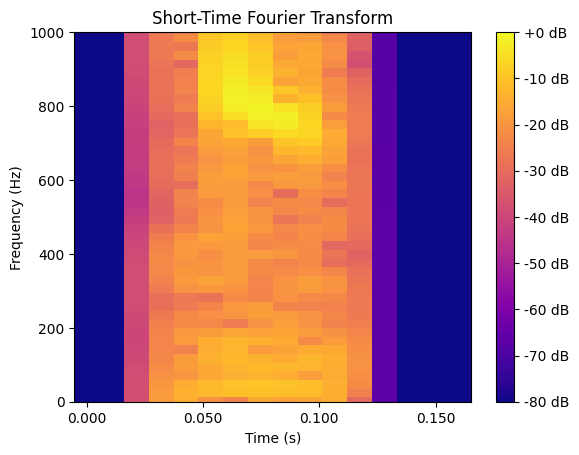 Short-Time Fourier Transform
Frequency (Hz)
1000
800
600
400
200
0
0.000
0.050
0.100
0.150
Time (s)
+0 dB
-10 dB
-20 dB
-30 dB
-40 dB
-50 dB
-60 dB
-70 dB
-80 dB